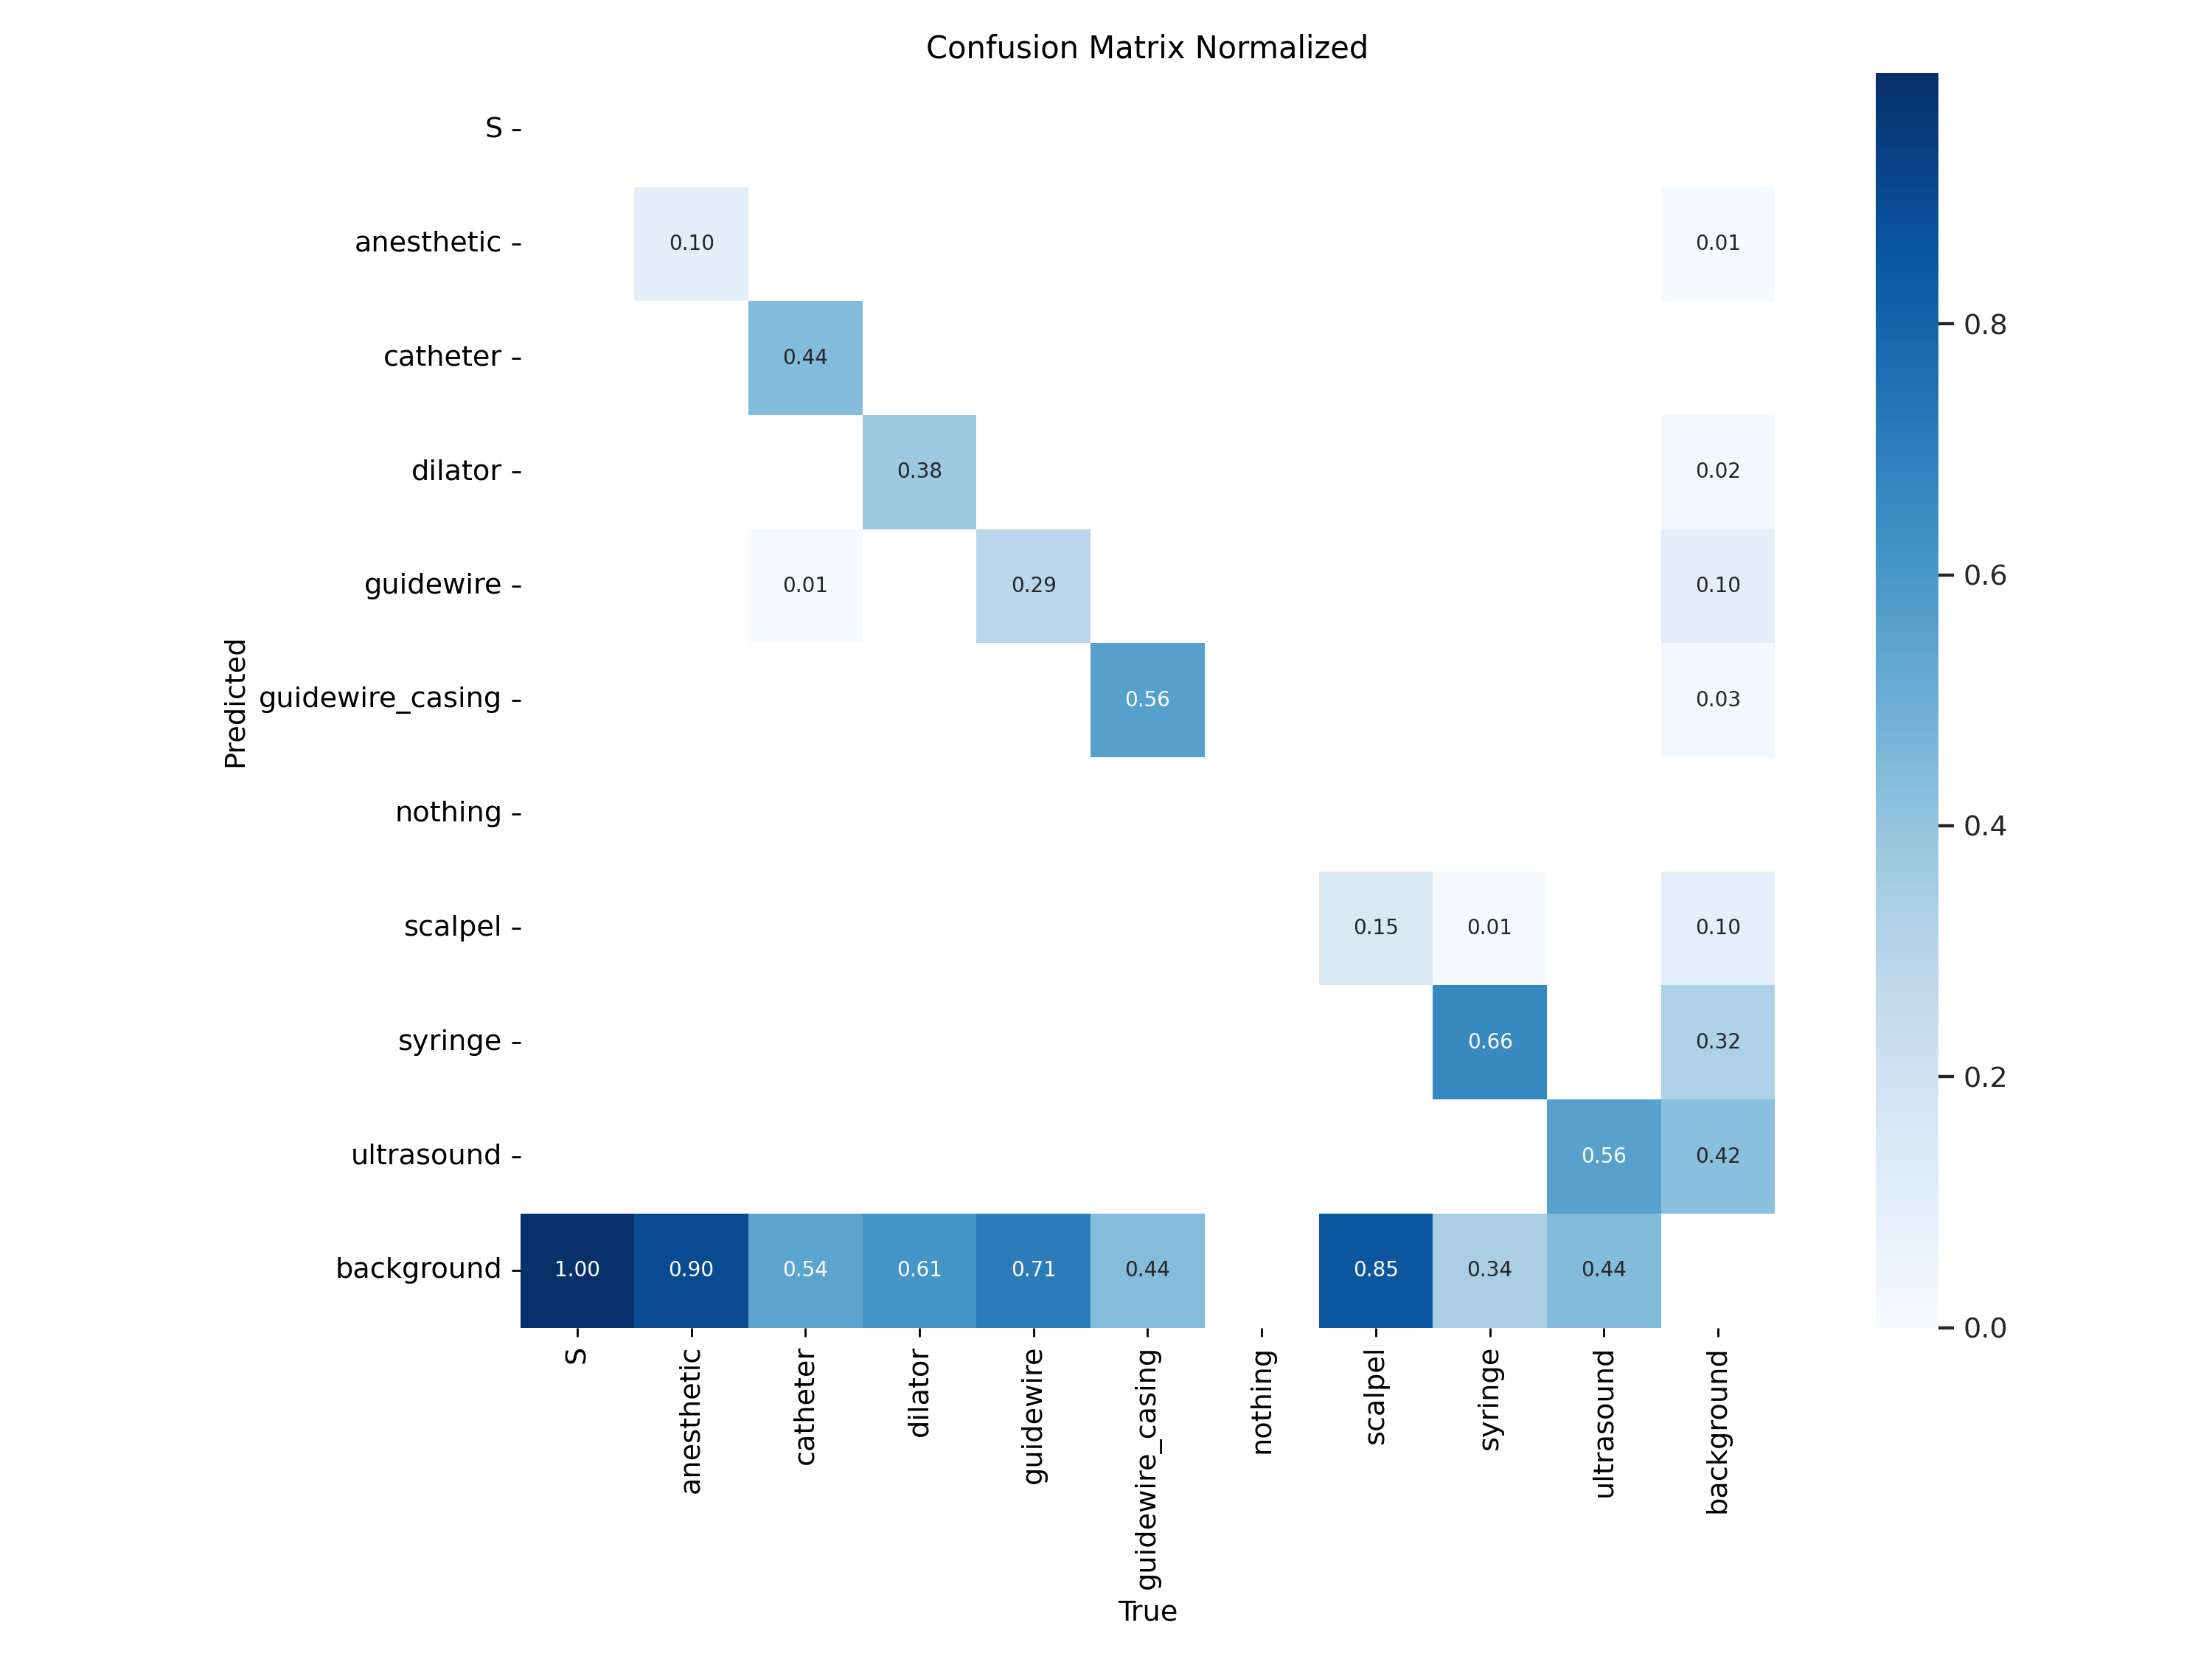 Confusion Matrix Normalized
S
anesthetic 0.10 0.01
catheter 0.44
dilator 0.38 0.02
guidewire 0.01 0.29 0.10
guidewire_casing 0.56 0.03
nothing
scalpel 0.15 0.01 0.10
syringe 0.66 0.32
ultrasound 0.56 0.42
background 1.00 0.90 0.54 0.61 0.71 0.44 0.85 0.34 0.44
Predicted
S anesthetic catheter dilator guidewire guidewire_casing nothing scalpel syringe ultrasound background
True
0.8
0.6
0.4
0.2
0.0